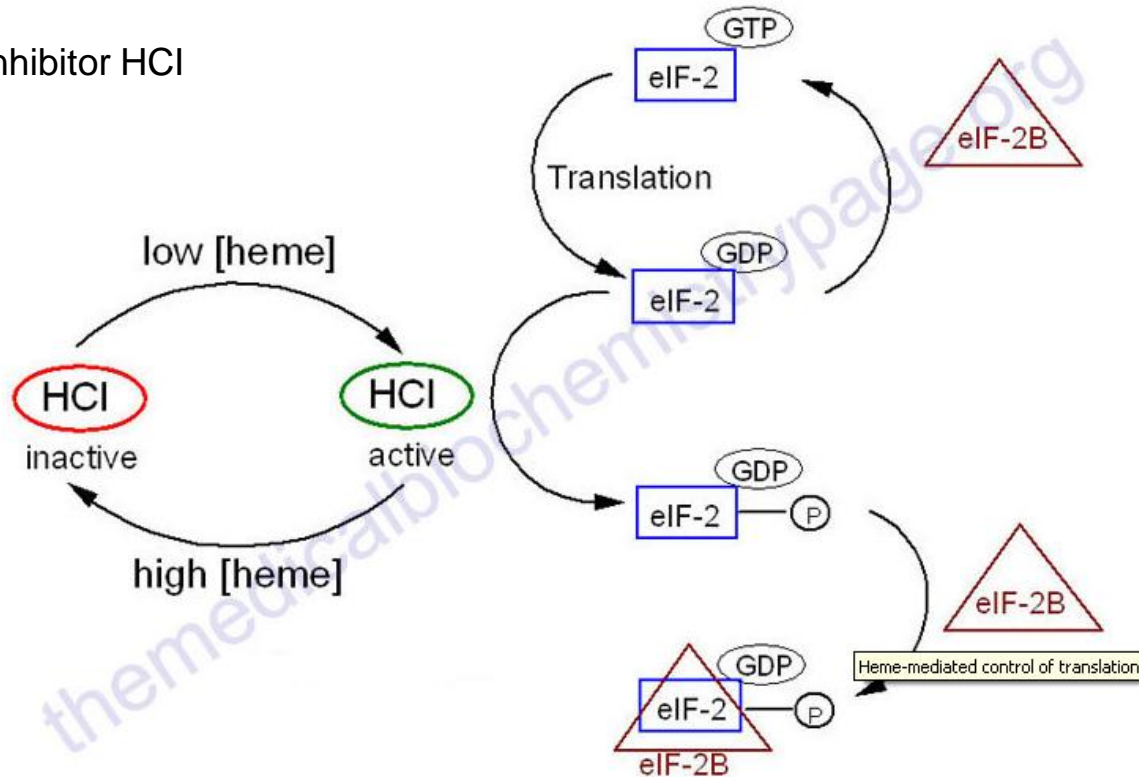 nhibitor HCI
GTP
eIF-2
eIF-2B
Translation
GDP
eIF-2
low [heme]
HCI
HCI
inactive
active
high [heme]
GDP
eIF-2
P
eIF-2B
Heme-mediated control of translation
GDP
eIF-2
P
eIF-2B
themedicalbiochemistrypage.org